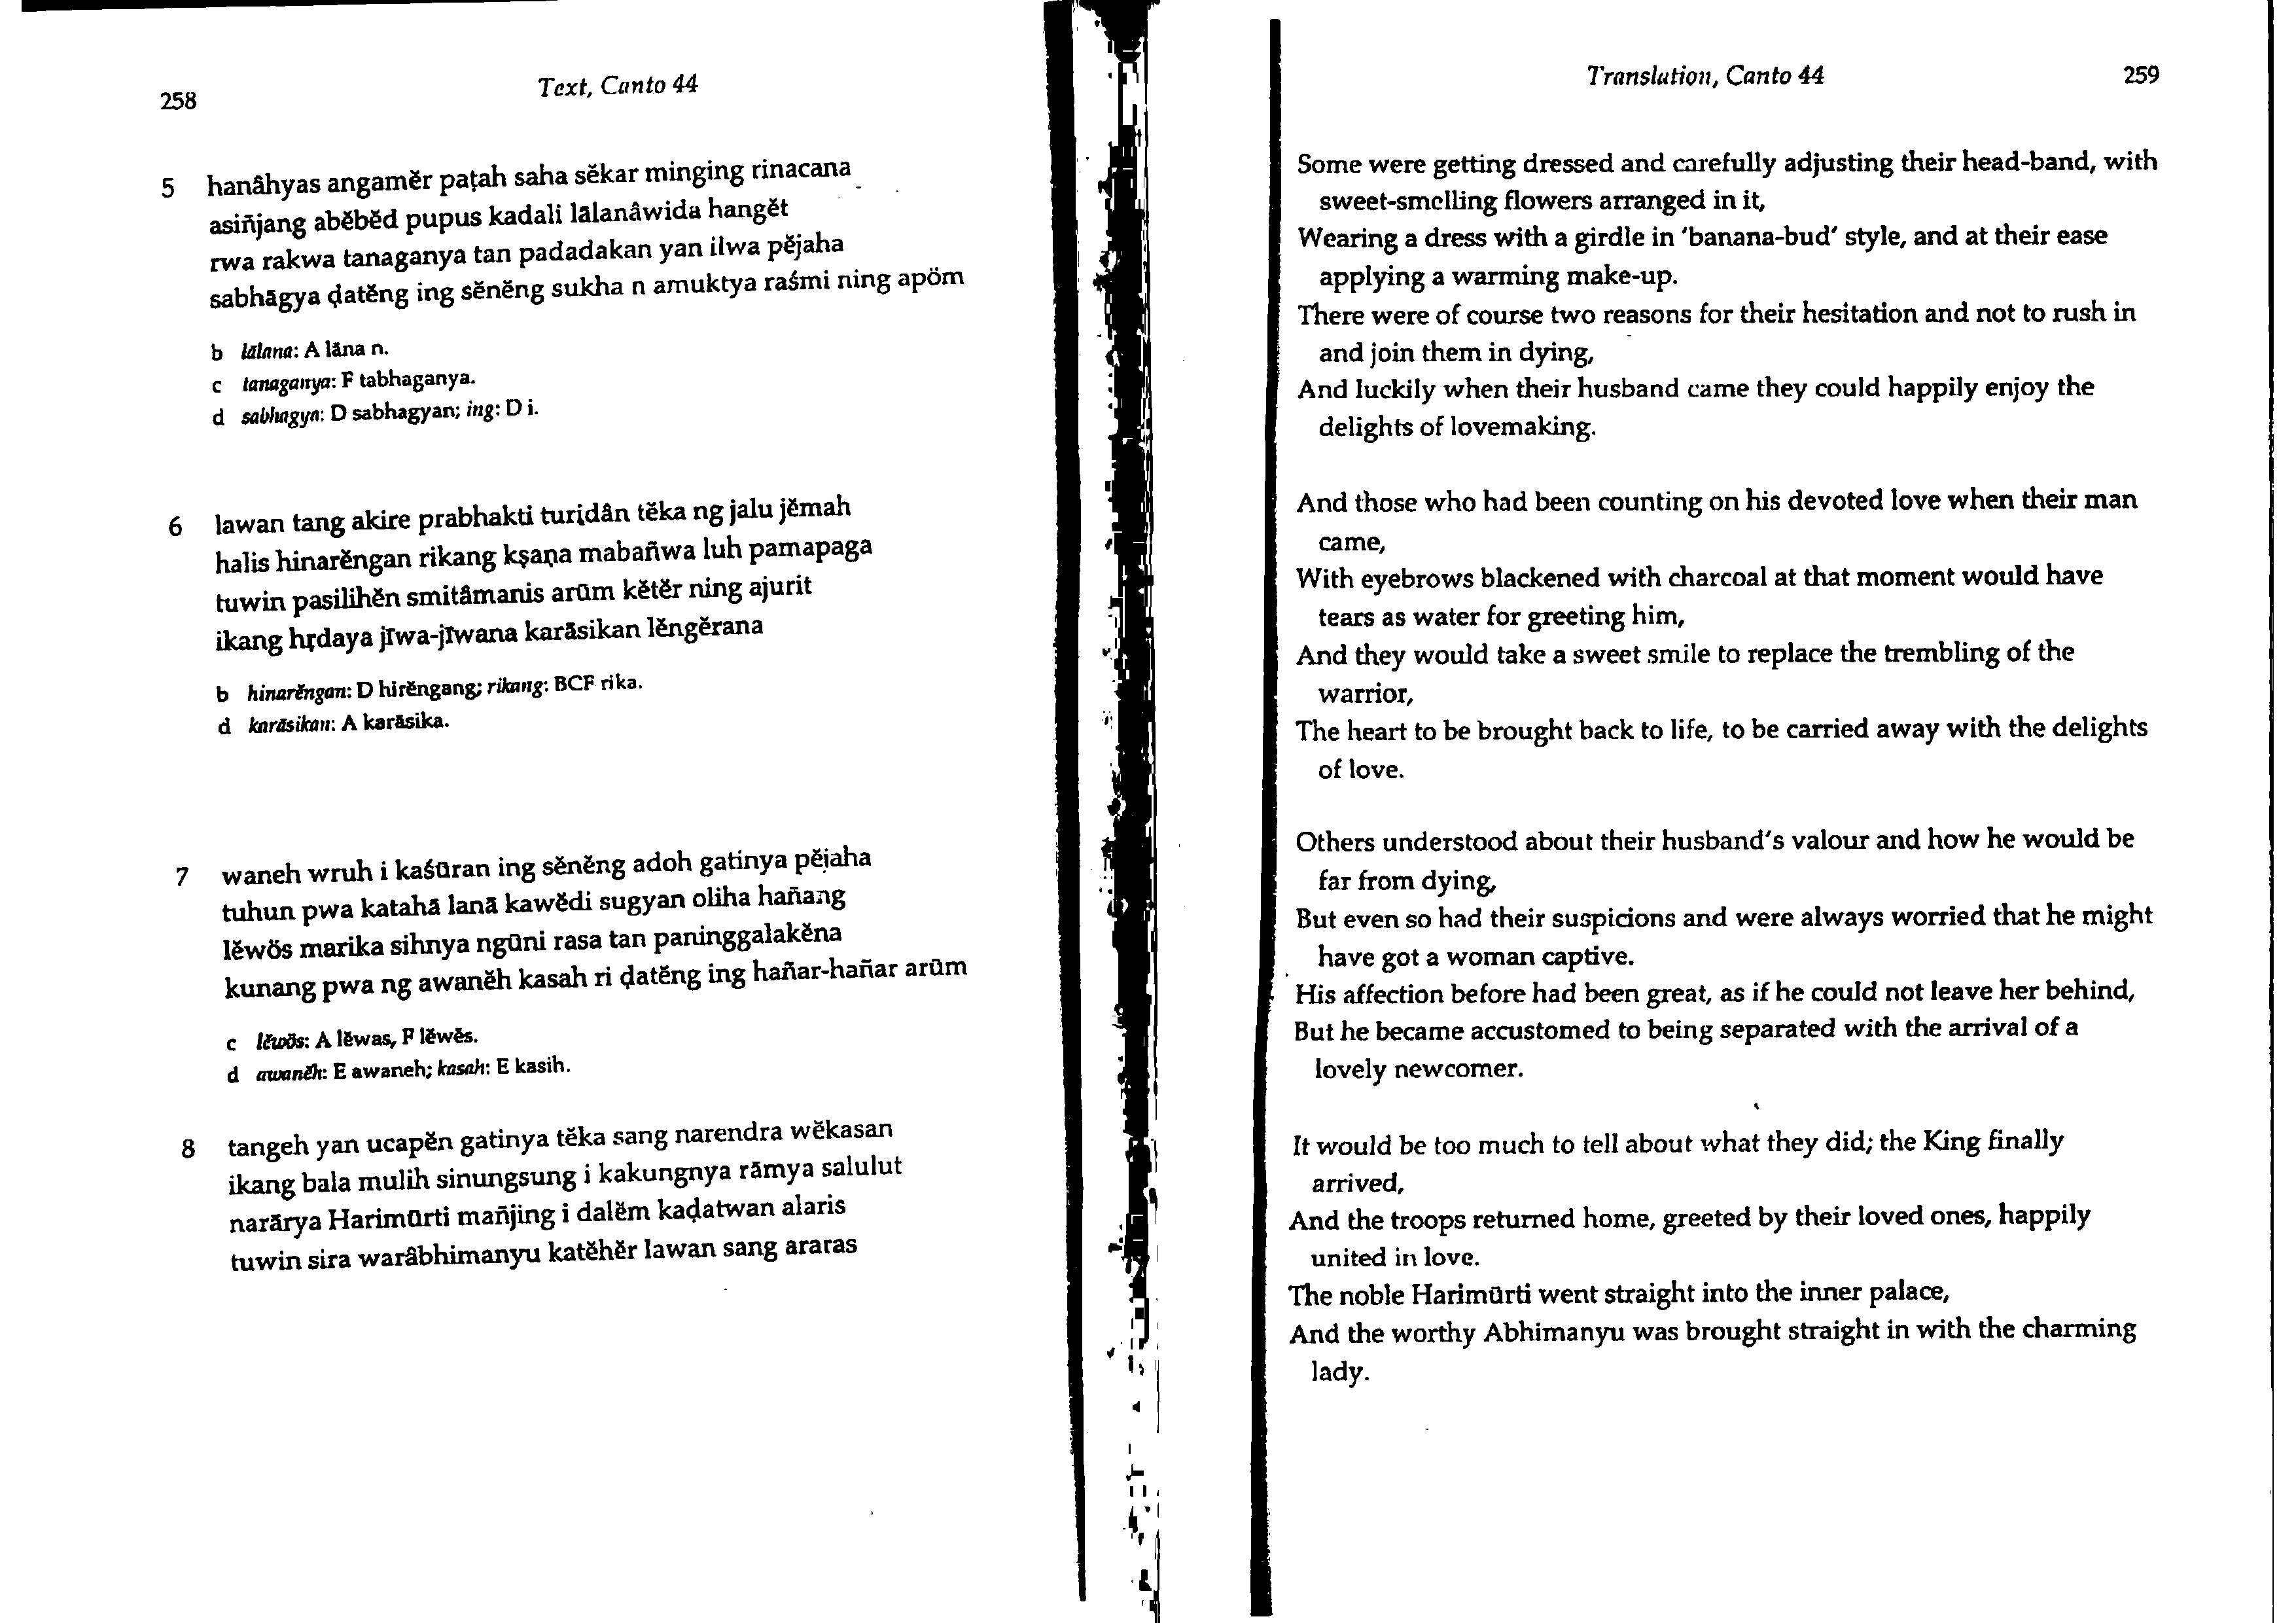 258
Text, Canto 44
5 hanâhyas angamĕr paṭah saha sĕkar minging rinacana
asiñjang abĕbĕd pupus kadali lālanâwida hangĕt
rwa rakwa tanaganya tan padadakan yan ilwa pĕjaha
sabhāgya ḍatĕng ing sĕnĕng sukha n amuktya raśmi ning apöm
b lālana: A lāna n.
c tanaganya: F tabhaganya.
d sabhagya: D sabhagyan; ing: D i.
6 lawan tang akire prabhakti turidân tĕka ng jalu jĕmah
halis hinarĕngan rikang kṣaṇa mabañwa luh pamapaga
tuwin pasilihĕn smitâmanis arūm kĕtĕr ning ajurit
ikang hṛdaya jīwa-jīwana karāsikan lĕngĕrana
b hinarĕngan: D hirĕngang; rikang: BCF rika.
d karāsikan: A karāsika.
7 waneh wruh i kaśūran ing sĕnĕng adoh gatinya pĕjaha
tuhun pwa katahā lanā kawĕdi sugyan oliha hañang
lĕwös marika sihnya ngūni rasa tan paninggalakĕna
kunang pwa ng awanĕh kasah ri ḍatĕng ing hañar-hañar arūm
c lĕwös: A lĕwas, F lĕwĕs.
d awanĕh: E awaneh; kasah: E kasih.
8 tangeh yan ucapĕn gatinya tĕka sang narendra wĕkasan
ikang bala mulih sinungsung i kakungnya rāmya salulut
narārya Harimūrti mañjing i dalĕm kaḍatwan alaris
tuwin sira warâbhimanyu katĕhĕr lawan sang araras
Translation, Canto 44
259
Some were getting dressed and carefully adjusting their head-band, with
sweet-smelling flowers arranged in it,
Wearing a dress with a girdle in ‘banana-bud’ style, and at their ease
applying a warming make-up.
There were of course two reasons for their hesitation and not to rush in
and join them in dying,
And luckily when their husband came they could happily enjoy the
delights of lovemaking.
And those who had been counting on his devoted love when their man
came,
With eyebrows blackened with charcoal at that moment would have
tears as water for greeting him,
And they would take a sweet smile to replace the trembling of the
warrior,
The heart to be brought back to life, to be carried away with the delights
of love.
Others understood about their husband’s valour and how he would be
far from dying,
But even so had their suspicions and were always worried that he might
have got a woman captive.
His affection before had been great, as if he could not leave her behind,
But he became accustomed to being separated with the arrival of a
lovely newcomer.
It would be too much to tell about what they did; the King finally
arrived,
And the troops returned home, greeted by their loved ones, happily
united in love.
The noble Harimūrti went straight into the inner palace,
And the worthy Abhimanyu was brought straight in with the charming
lady.